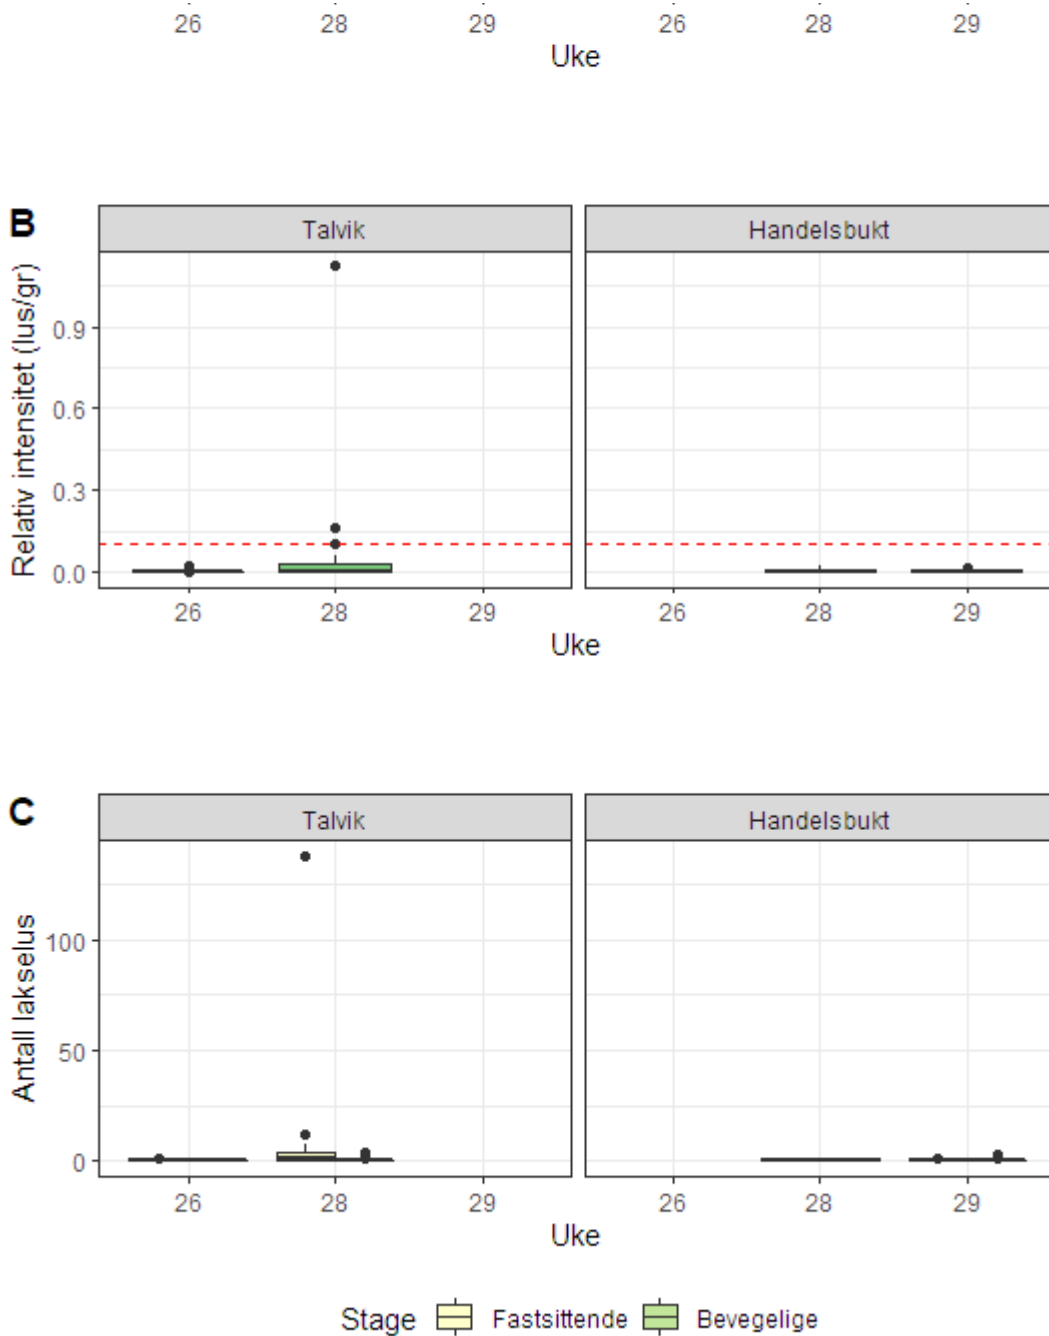 26 28 29 26 28 29
Uke
B
Talvik Handelsbukt
Relativ intensitet (lus/gr)
0.9
0.6
0.3
0.0
26 28 29 26 28 29
Uke
C
Talvik Handelsbukt
Antall lakselus
100
50
0
26 28 29 26 28 29
Uke
Stage Fastsittende Bevegelige